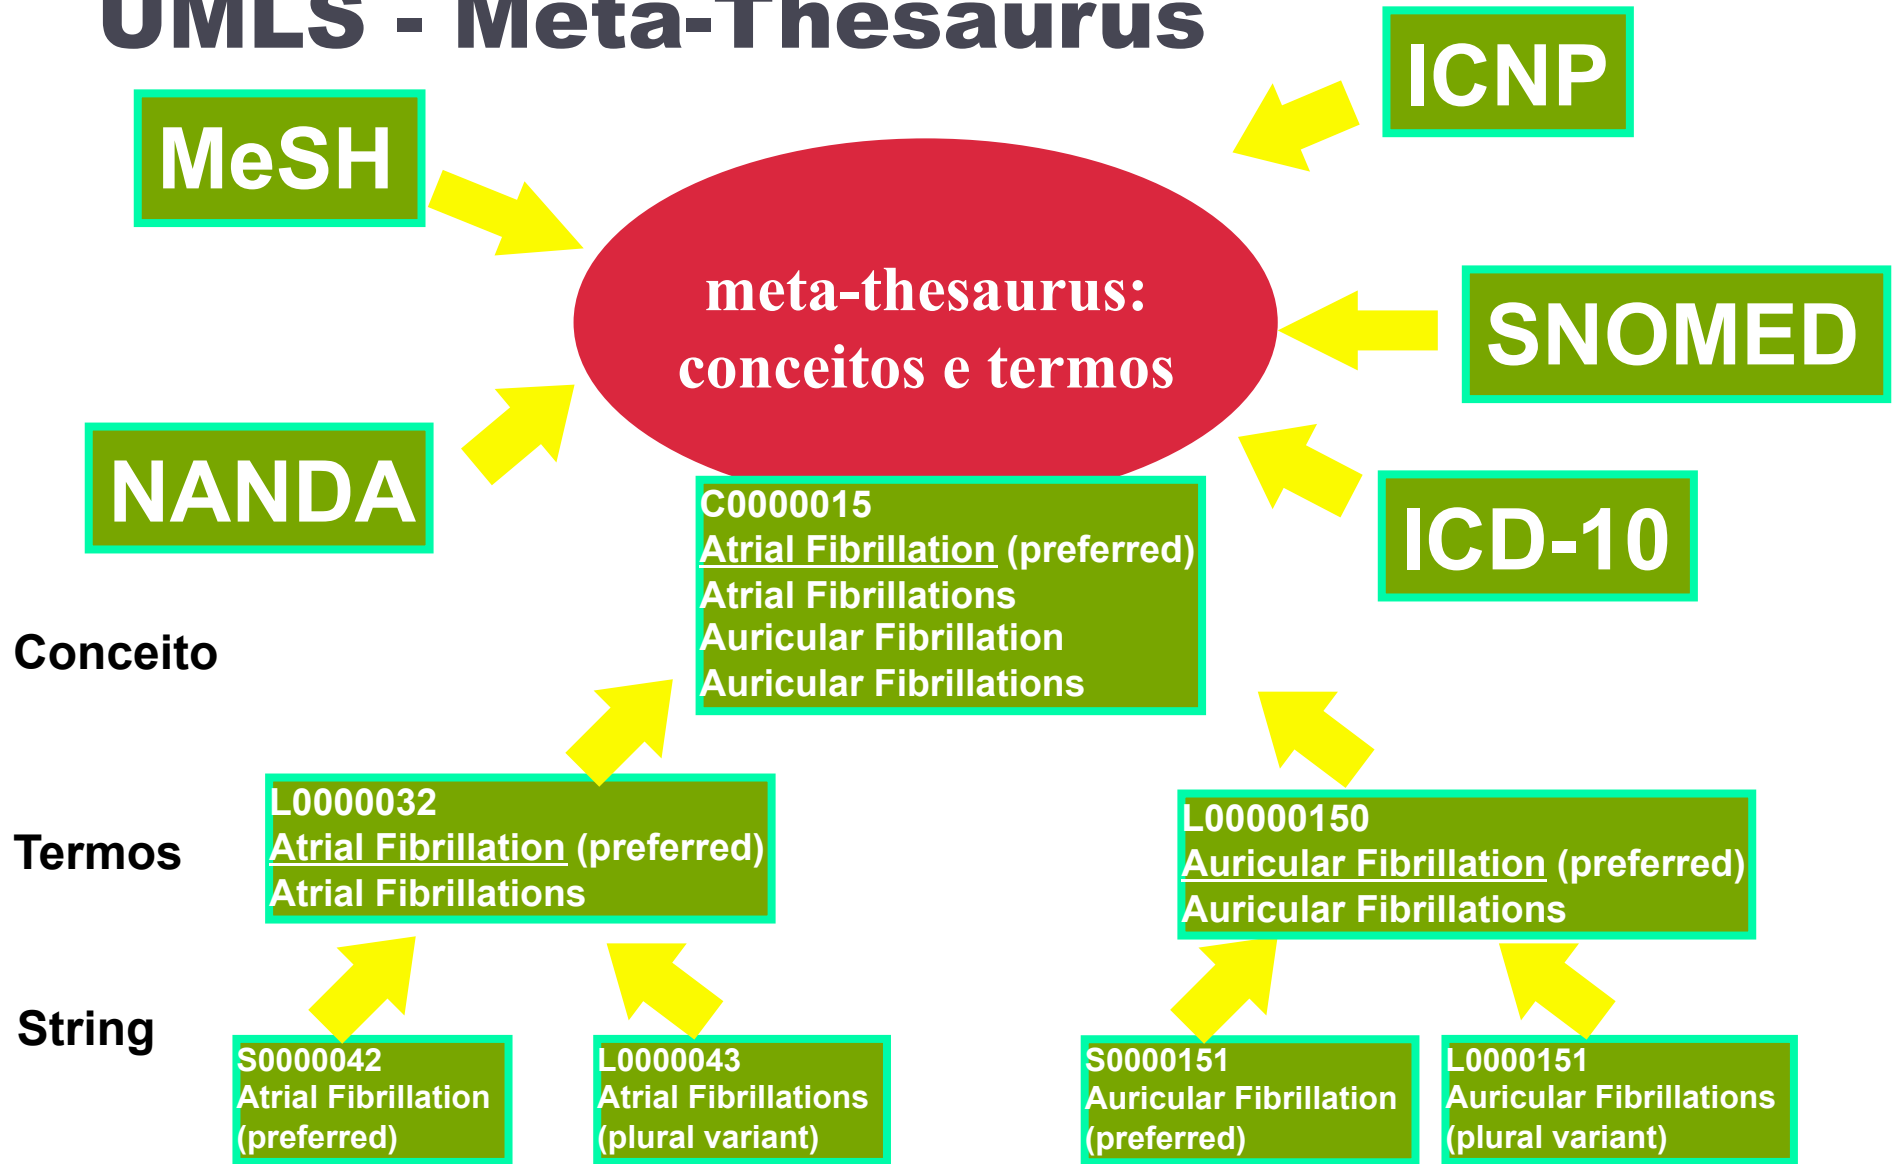 UMLS - Meta-Thesaurus
ICNP
MeSH
meta-thesaurus:
conceitos e termos
SNOMED
NANDA
ICD-10
C0000015
Atrial Fibrillation (preferred)
Atrial Fibrillations
Auricular Fibrillation
Auricular Fibrillations
Conceito
Termos
L0000032
Atrial Fibrillation (preferred)
Atrial Fibrillations
L00000150
Auricular Fibrillation (preferred)
Auricular Fibrillations
String
S0000042
Atrial Fibrillation
(preferred)
L0000043
Atrial Fibrillations
(plural variant)
S0000151
Auricular Fibrillation
(preferred)
L0000151
Auricular Fibrillations
(plural variant)